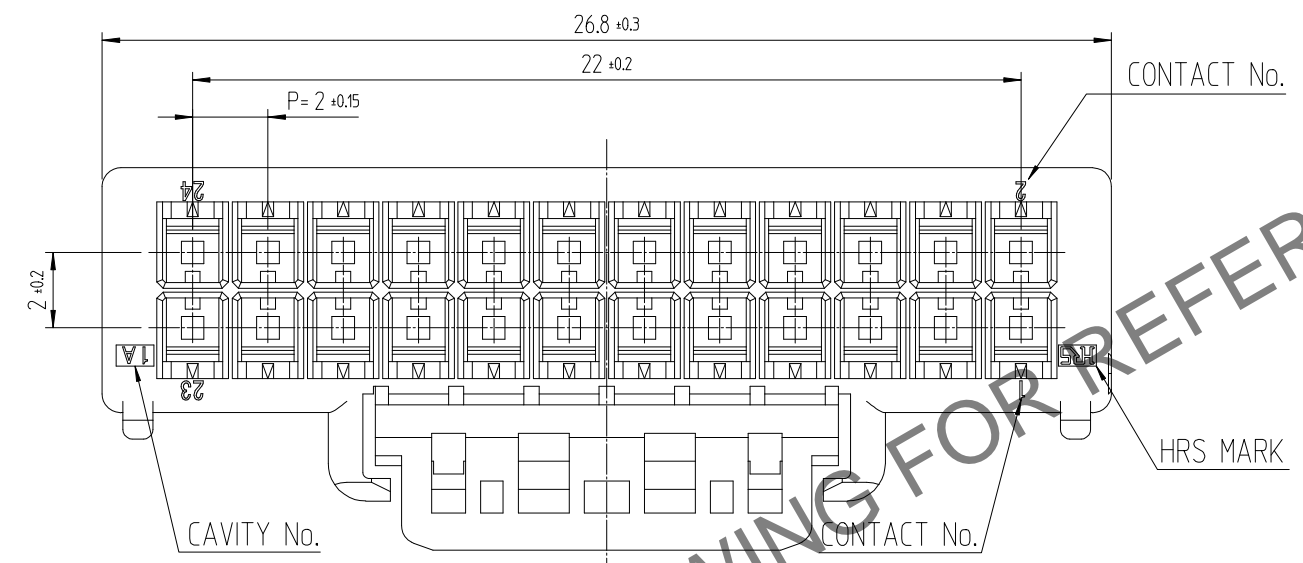 26.8 ±0.3
22 ±0.2
CONTACT No.
P= 2 ±0.15
24
2
2 ±0.2
1A
HRS
23
1
HRS MARK
CAVITY No.
CONTACT No.
WING FOR REFER